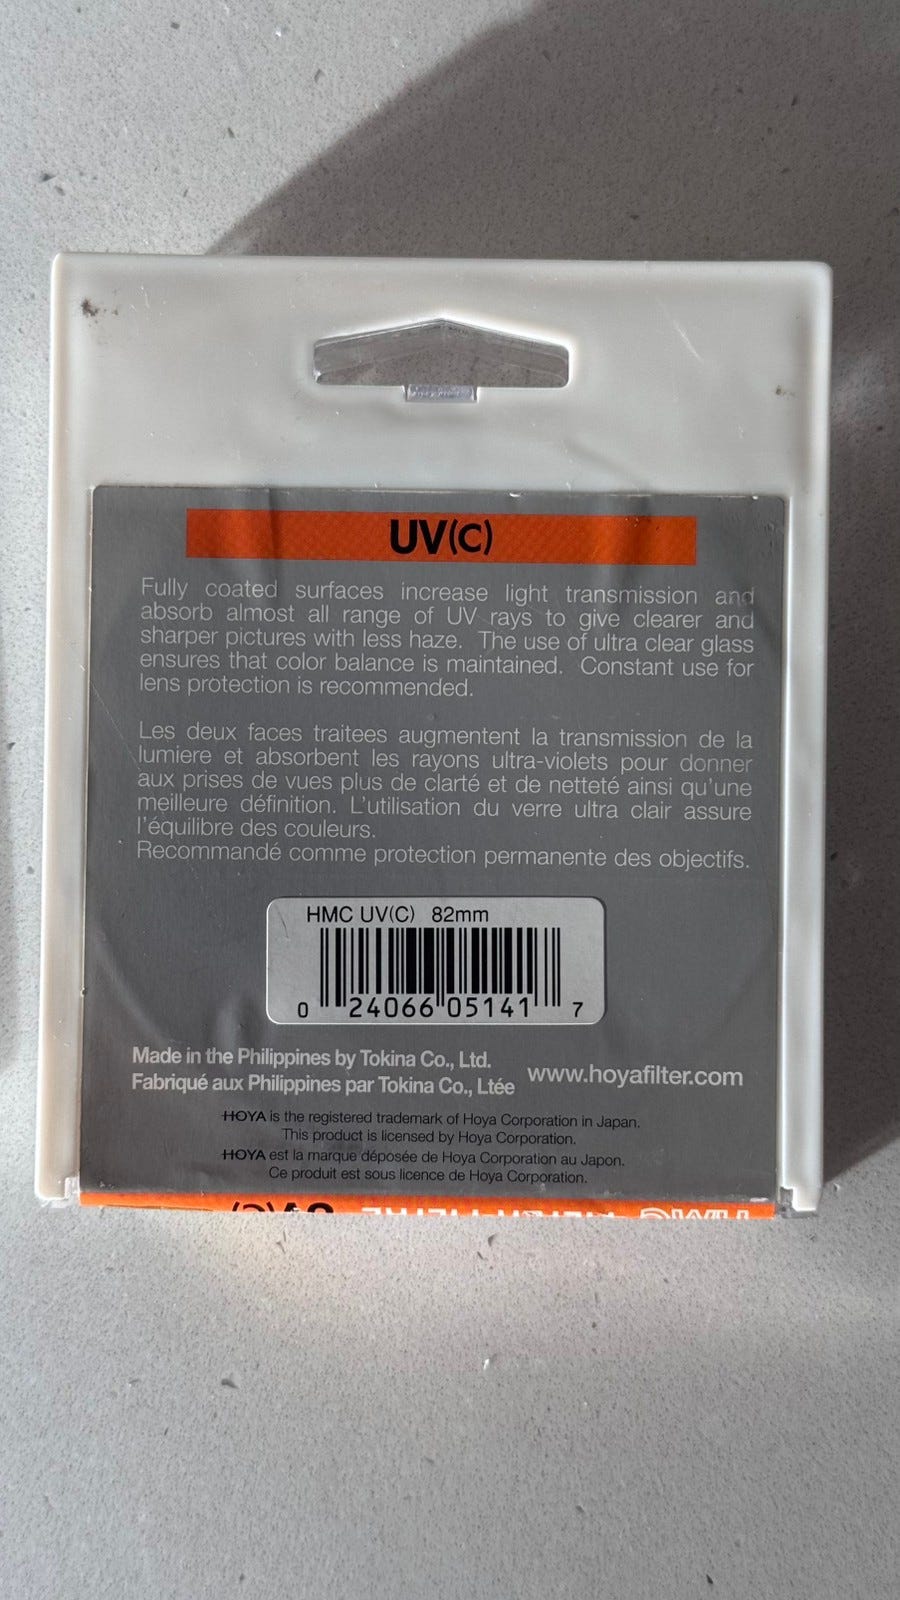 UV(C)
Fully coated surfaces increase light transmission and
absorb almost all range of UV rays to give clearer and
sharper pictures with less haze. The use of ultra clear glass
ensures that color balance is maintained. Constant use for
lens protection is recommended.
Les deux faces traitees augmentent la transmission de la
lumiere et absorbent les rayons ultra-violets pour donner
aux prises de vues plus de clarté et de netteté ainsi qu'une
meilleure définition. L'utilisation du verre ultra clair assure
l'équilibre des couleurs.
Recommandé comme protection permanente des objectifs.
HMC UV(C) 82mm
0 24066 05141 7
Made in the Philippines by Tokina Co., Ltd.
Fabriqué aux Philippines par Tokina Co., Ltée
www.hoyafilter.com
HOYA is the registered trademark of Hoya Corporation in Japan.
This product is licensed by Hoya Corporation.
HOYA est la marque déposée de Hoya Corporation au Japon.
Ce produit est sous licence de Hoya Corporation.